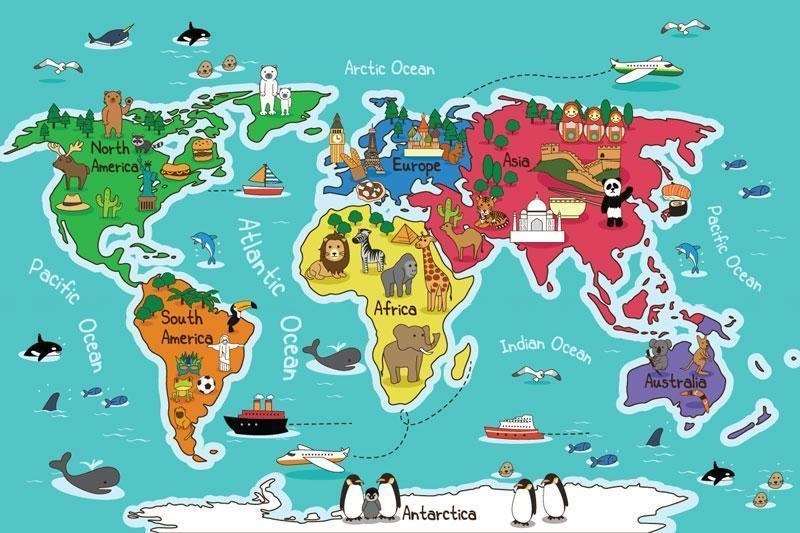 Arctic Ocean
North
America
Europe
Asia
Atlantic
Ocean
Pacific
Ocean
Pacific Ocean
South
America
Africa
Indian Ocean
Australia
Antarctica